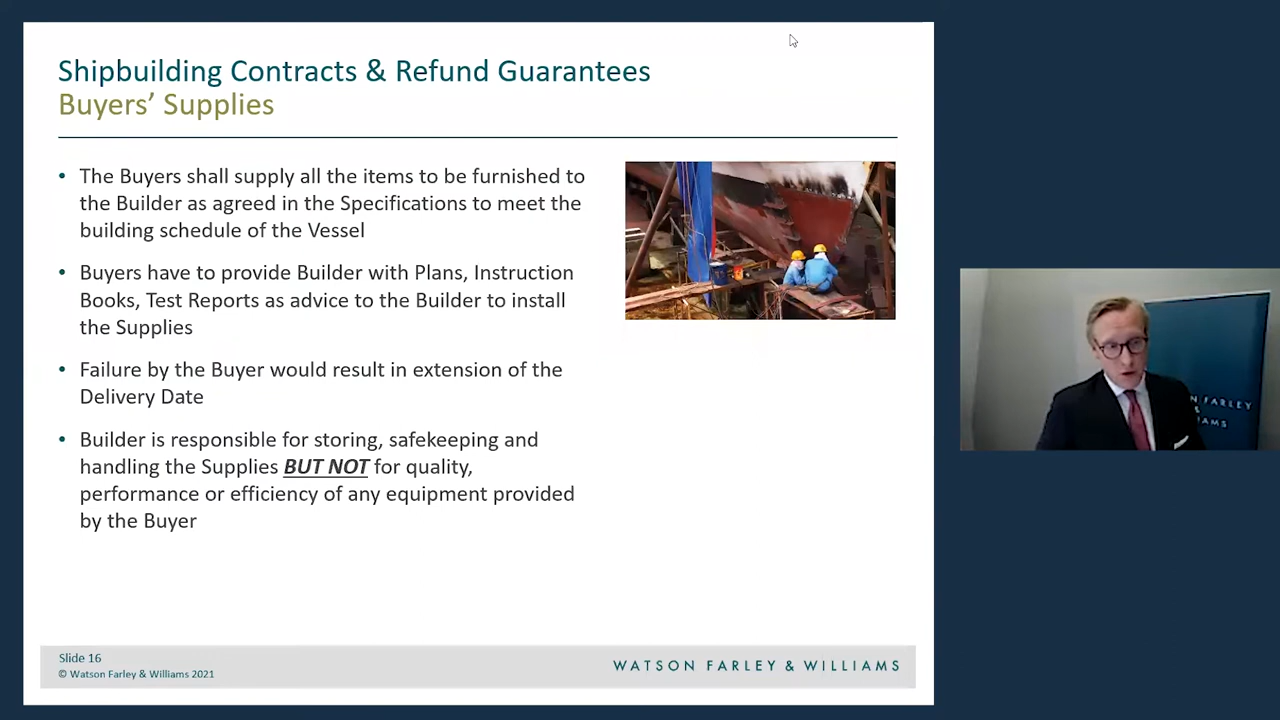 Shipbuilding Contracts & Refund Guarantees
Buyers’ Supplies
• The Buyers shall supply all the items to be furnished to
the Builder as agreed in the Specifications to meet the
building schedule of the Vessel
• Buyers have to provide Builder with Plans, Instruction
Books, Test Reports as advice to the Builder to install
the Supplies
• Failure by the Buyer would result in extension of the
Delivery Date
• Builder is responsible for storing, safekeeping and
handling the Supplies BUT NOT for quality,
performance or efficiency of any equipment provided
by the Buyer
N FARLEY
&
IAMS
Slide 16
© Watson Farley & Williams 2021
WATSON FARLEY & WILLIAMS